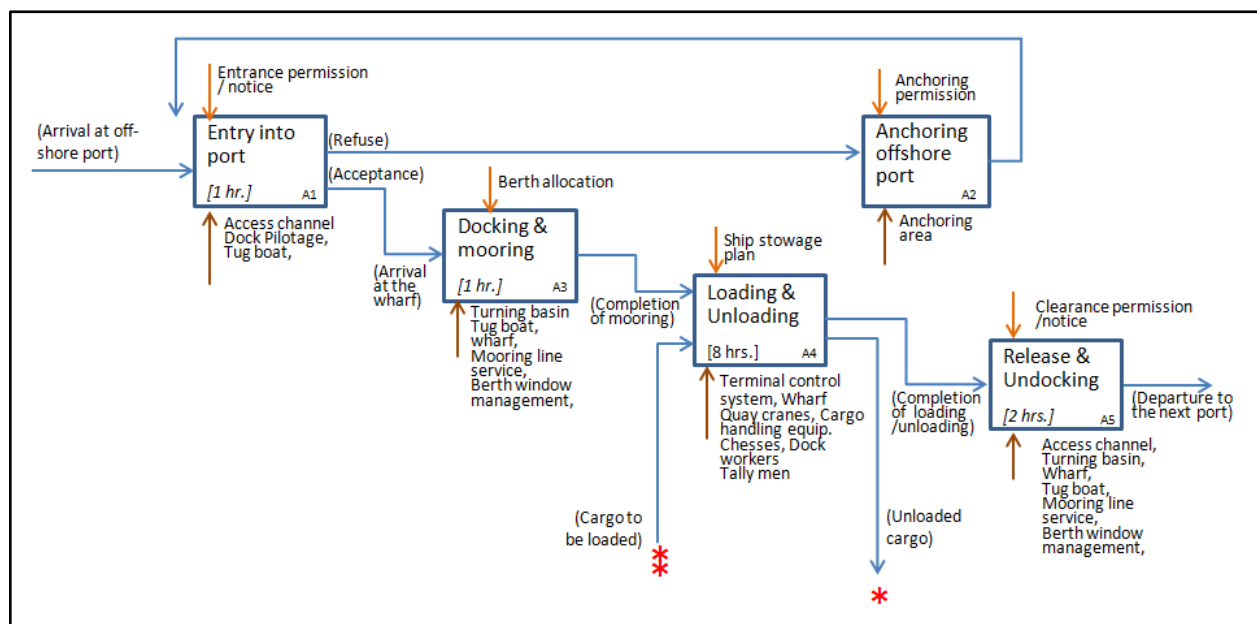 Entrance permission
/ notice
(Arrival at off-
shore port)
Entry into
port
[1 hr.]
A1
Access channel
Dock Pilotage,
Tug boat,
(Refuse)
(Acceptance)
Anchoring
permission
Anchoring
offshore
port
A2
Anchoring
area
Berth allocation
Docking &
mooring
[1 hr.]
A3
(Arrival
at the
wharf)
Turning basin
Tug boat,
wharf,
Mooring line
service,
Berth window
management,
(Completion
of mooring)
Ship stowage
plan
Loading &
Unloading
[8 hrs.]
A4
Terminal control
system, Wharf
Quay cranes, Cargo
handling equip.
Chesses, Dock
workers
Tally men
(Cargo to
be loaded)
**
(Unloaded
cargo)
*
(Completion
of loading
/unloading)
Clearance permission
/notice
Release &
Undocking
[2 hrs.]
A5
(Departure to
the next port)
Access channel,
Turning basin,
Wharf,
Tug boat,
Mooring line
service,
Berth window
management,